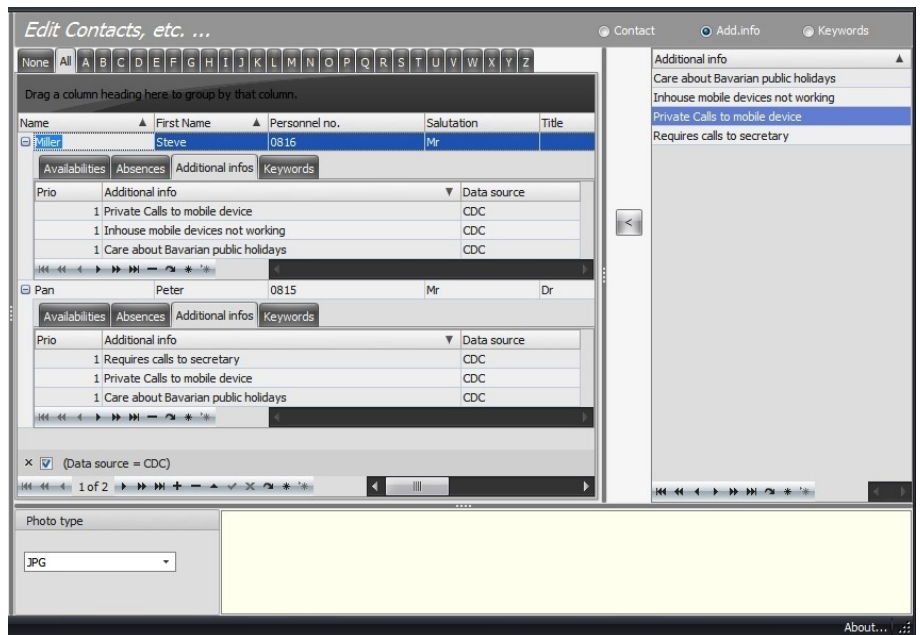 Edit Contacts, etc. ...
Contact Add.info Keywords
None All A B C D E F G H I J K L M N O P Q R S T U V W X Y Z
Drag a column heading here to group by that column.
Name First Name Personnel no. Salutation Title
Miller Steve 0816 Mr
Availabilities Absences Additional infos Keywords
Prio Additional info Data source
1 Private Calls to mobile device CDC
1 Inhouse mobile devices not working CDC
1 Care about Bavarian public holidays CDC
Pan Peter 0815 Mr Dr
Availabilities Absences Additional infos Keywords
Prio Additional info Data source
1 Requires calls to secretary CDC
1 Private Calls to mobile device CDC
1 Care about Bavarian public holidays CDC
(Data source = CDC)
1 of 2
<
Additional info
Care about Bavarian public holidays
Inhouse mobile devices not working
Private Calls to mobile device
Requires calls to secretary
Photo type
JPG
About...